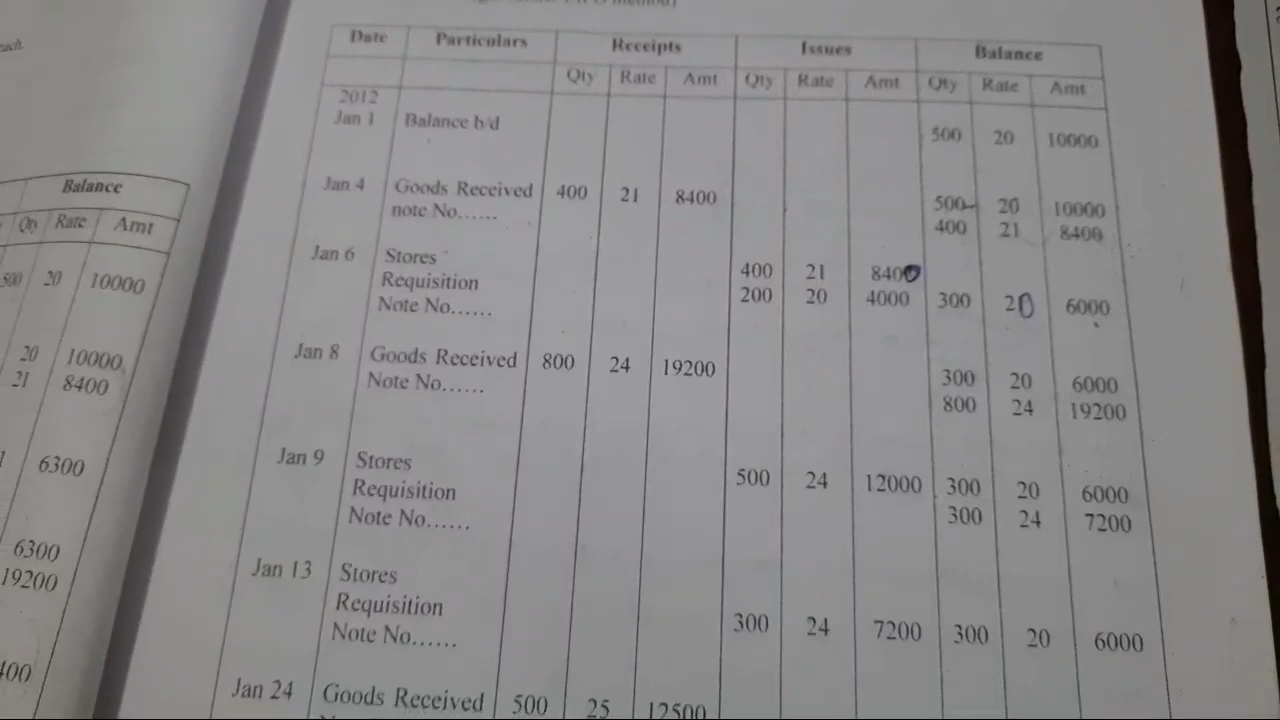 each.
Balance
Qty Rate Amt
500 20 10000
20 10000
21 8400
6300
6300
19200
400
Date Particulars Receipts Issues Balance
Qty Rate Amt Qty Rate Amt Qty Rate Amt
2012
Jan 1 Balance b/d 500 20 10000
Jan 4 Goods Received 400 21 8400 500 20 10000
note No...... 400 21 8400
Jan 6 Stores 400 21 8400
Requisition 200 20 4000 300 20 6000
Note No......
Jan 8 Goods Received 800 24 19200 300 20 6000
Note No...... 800 24 19200
Jan 9 Stores 500 24 12000 300 20 6000
Requisition 300 24 7200
Note No......
Jan 13 Stores
Requisition
Note No...... 300 24 7200 300 20 6000
Jan 24 Goods Received 500 25 12500